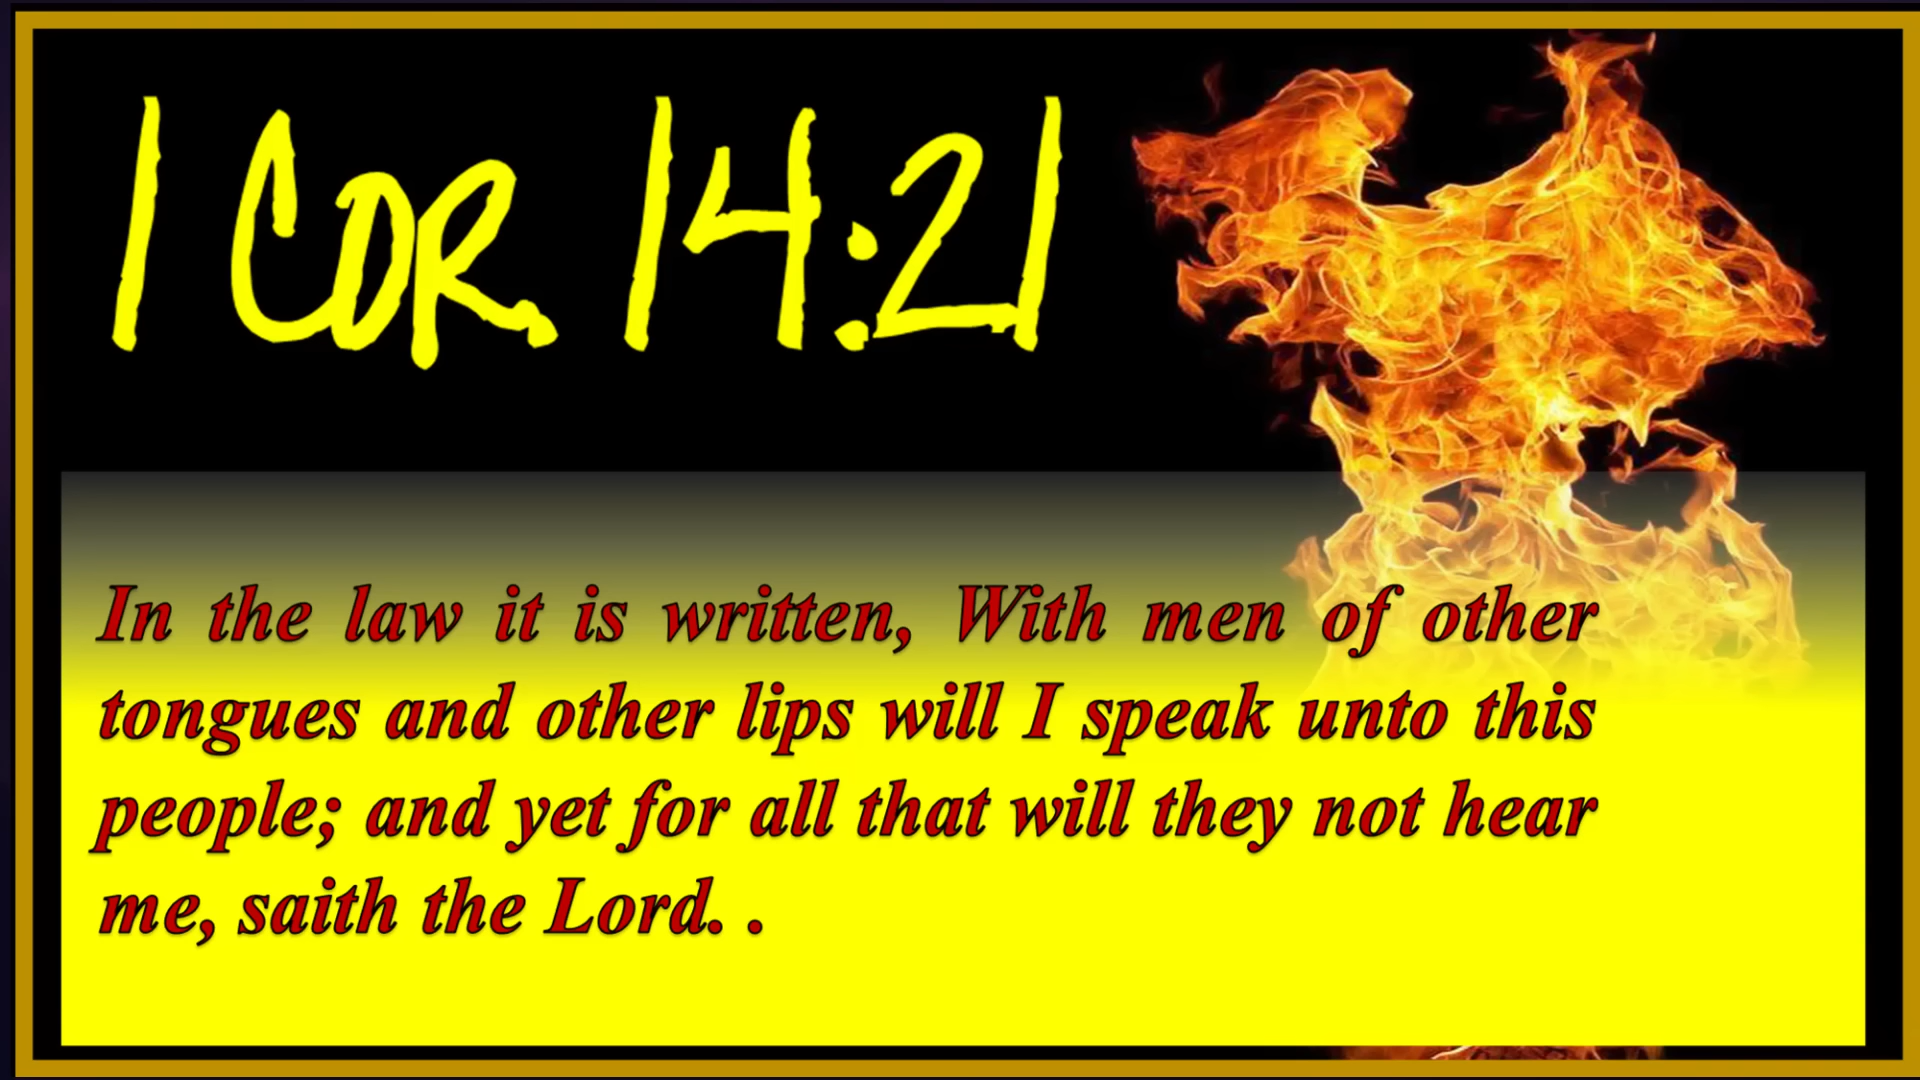 1 COR. 14:21
In the law it is written, With men of other
tongues and other lips will I speak unto this
people; and yet for all that will they not hear
me, saith the Lord. .